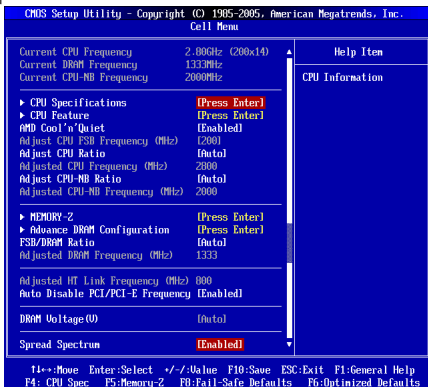 CMOS Setup Utility - Copyright (C) 1985-2005, American Megatrends, Inc.
Cell Menu
Current CPU Frequency 2.80GHz (200x14)
Current DRAM Frequency 1333MHz
Current CPU-NB Frequency 2000MHz
▶ CPU Specifications [Press Enter]
▶ CPU Feature [Press Enter]
AMD Cool'n'Quiet [Enabled]
Adjust CPU FSB Frequency (MHz) [200]
Adjust CPU Ratio [Auto]
Adjusted CPU Frequency (MHz) 2800
Adjust CPU-NB Ratio [Auto]
Adjusted CPU-NB Frequency (MHz) 2000
▶ MEMORY-Z [Press Enter]
▶ Advance DRAM Configuration [Press Enter]
FSB/DRAM Ratio [Auto]
Adjusted DRAM Frequency (MHz) 1333
Adjusted HT Link Frequency (MHz) 800
Auto Disable PCI/PCI-E Frequency [Enabled]
DRAM Voltage(V) [Auto]
Spread Spectrum [Enabled]
Help Item
CPU Information
↑↓↔:Move Enter:Select +/-/:Value F10:Save ESC:Exit F1:General Help
F4: CPU Spec F5:Memory-Z F8:Fail-Safe Defaults F6:Optimized Defaults